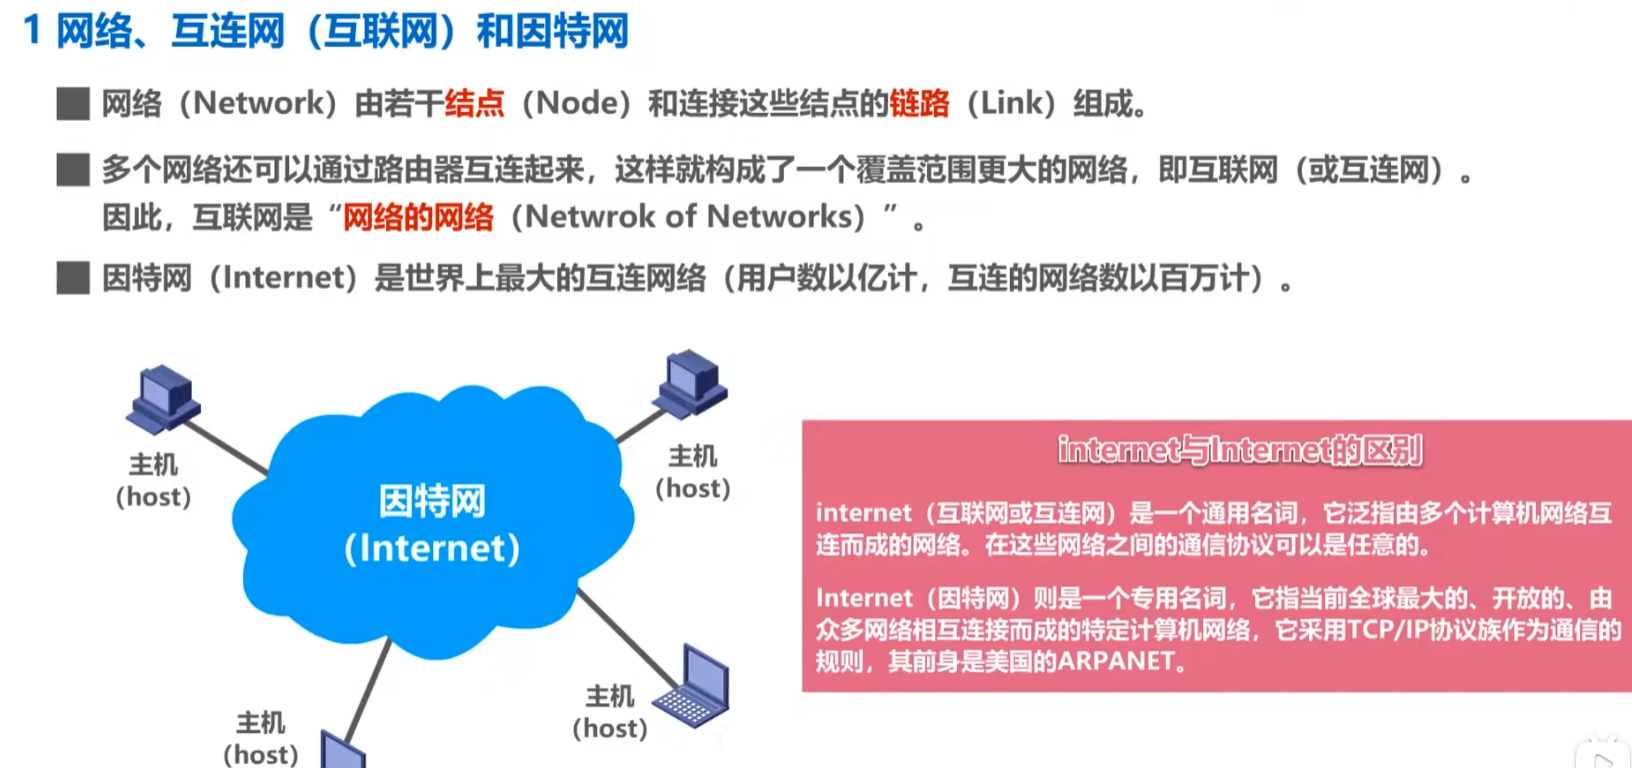 1 网络、互连网（互联网）和因特网
网络（Network）由若干结点（Node）和连接这些结点的链路（Link）组成。
多个网络还可以通过路由器互连起来，这样就构成了一个覆盖范围更大的网络，即互联网（或互连网）。
因此，互联网是“网络的网络（Netwrok of Networks）”。
因特网（Internet）是世界上最大的互连网络（用户数以亿计，互连的网络数以百万计）。
主机
（host）
主机
（host）
因特网
（Internet）
主机
（host）
主机
（host）
internet与Internet的区别
internet（互联网或互连网）是一个通用名词，它泛指由多个计算机网络互
连而成的网络。在这些网络之间的通信协议可以是任意的。
Internet（因特网）则是一个专用名词，它指当前全球最大的、开放的、由
众多网络相互连接而成的特定计算机网络，它采用TCP/IP协议族作为通信的
规则，其前身是美国的ARPANET。